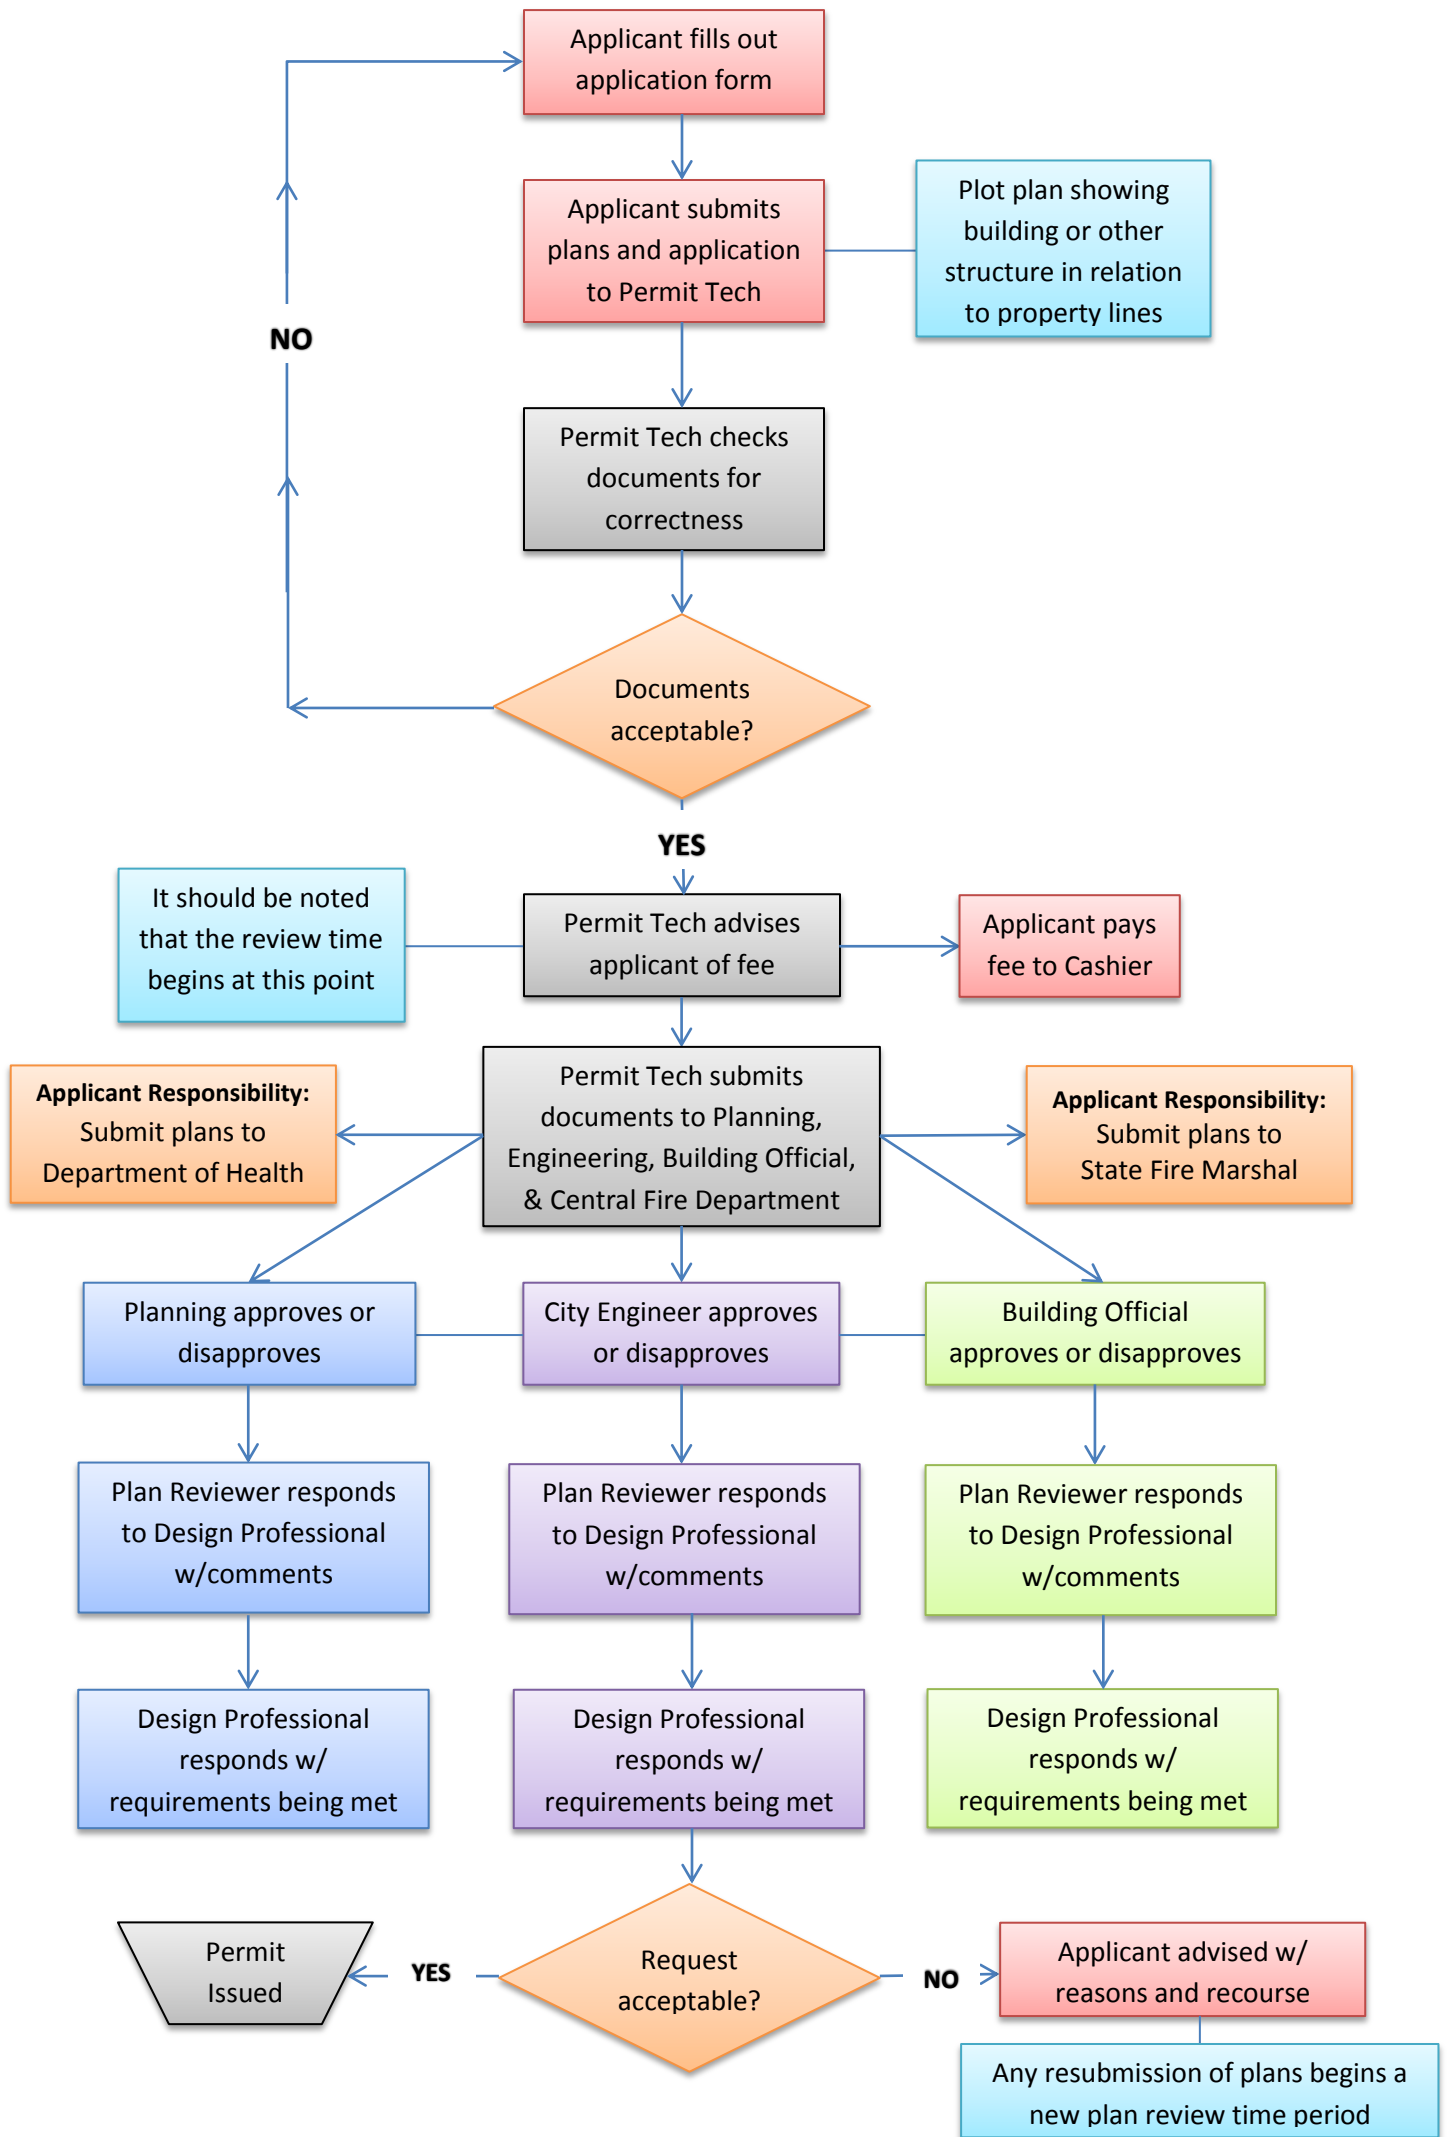 Applicant fills out
application form
Applicant submits
plans and application
to Permit Tech
Plot plan showing
building or other
structure in relation
to property lines
NO
Permit Tech checks
documents for
correctness
Documents
acceptable?
YES
It should be noted
that the review time
begins at this point
Permit Tech advises
applicant of fee
Applicant pays
fee to Cashier
Applicant Responsibility:
Submit plans to
Department of Health
Permit Tech submits
documents to Planning,
Engineering, Building Official,
& Central Fire Department
Applicant Responsibility:
Submit plans to
State Fire Marshal
Planning approves or
disapproves
City Engineer approves
or disapproves
Building Official
approves or disapproves
Plan Reviewer responds
to Design Professional
w/comments
Plan Reviewer responds
to Design Professional
w/comments
Plan Reviewer responds
to Design Professional
w/comments
Design Professional
responds w/
requirements being met
Design Professional
responds w/
requirements being met
Design Professional
responds w/
requirements being met
Permit
Issued
YES
Request
acceptable?
NO
Applicant advised w/
reasons and recourse
Any resubmission of plans begins a
new plan review time period